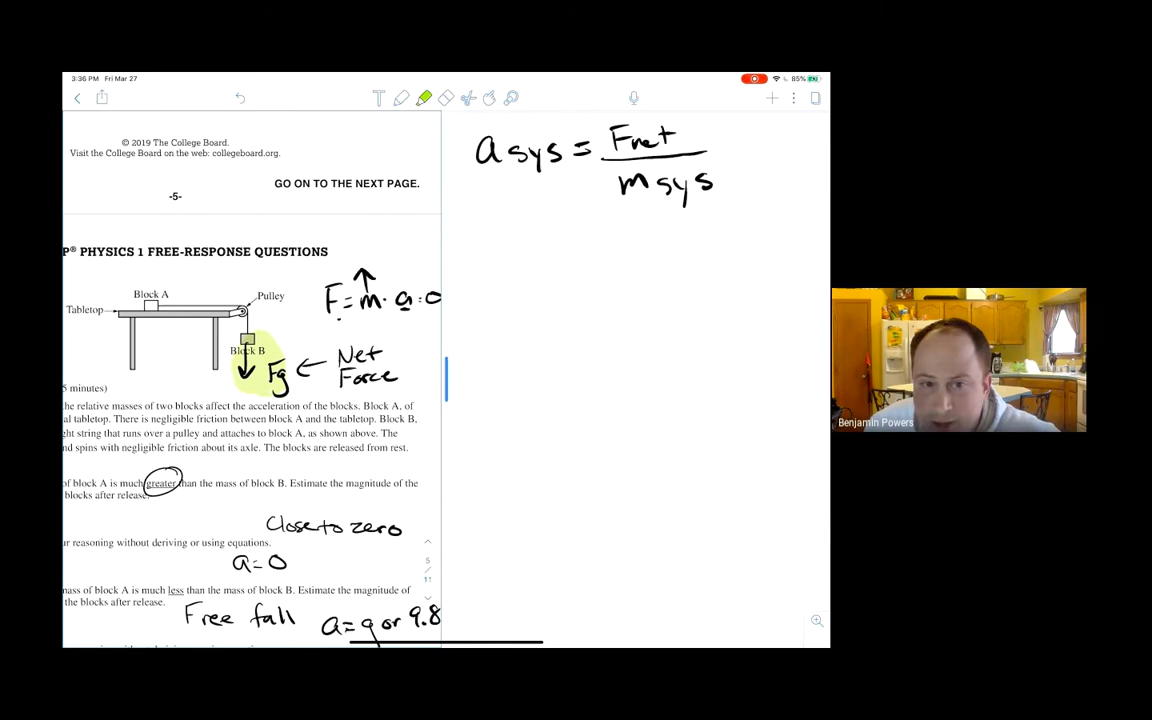 3:36 PM Fri Mar 27
85%
© 2019 The College Board.
Visit the College Board on the web: collegeboard.org.
GO ON TO THE NEXT PAGE.
-5-
P® PHYSICS 1 FREE-RESPONSE QUESTIONS
Block A
Pulley
Tabletop
Block B
F = m · a = 0
Fg ← Net
Force
5 minutes)
he relative masses of two blocks affect the acceleration of the blocks. Block A, of
al tabletop. There is negligible friction between block A and the tabletop. Block B,
ght string that runs over a pulley and attaches to block A, as shown above. The
nd spins with negligible friction about its axle. The blocks are released from rest.
of block A is much greater than the mass of block B. Estimate the magnitude of the
blocks after release.
Close to zero
ur reasoning without deriving or using equations.
a = 0
mass of block A is much less than the mass of block B. Estimate the magnitude of
the blocks after release.
Free fall
a = g or 9.8
5
/
11
a sys = Fnet
m sys
Benjamin Powers